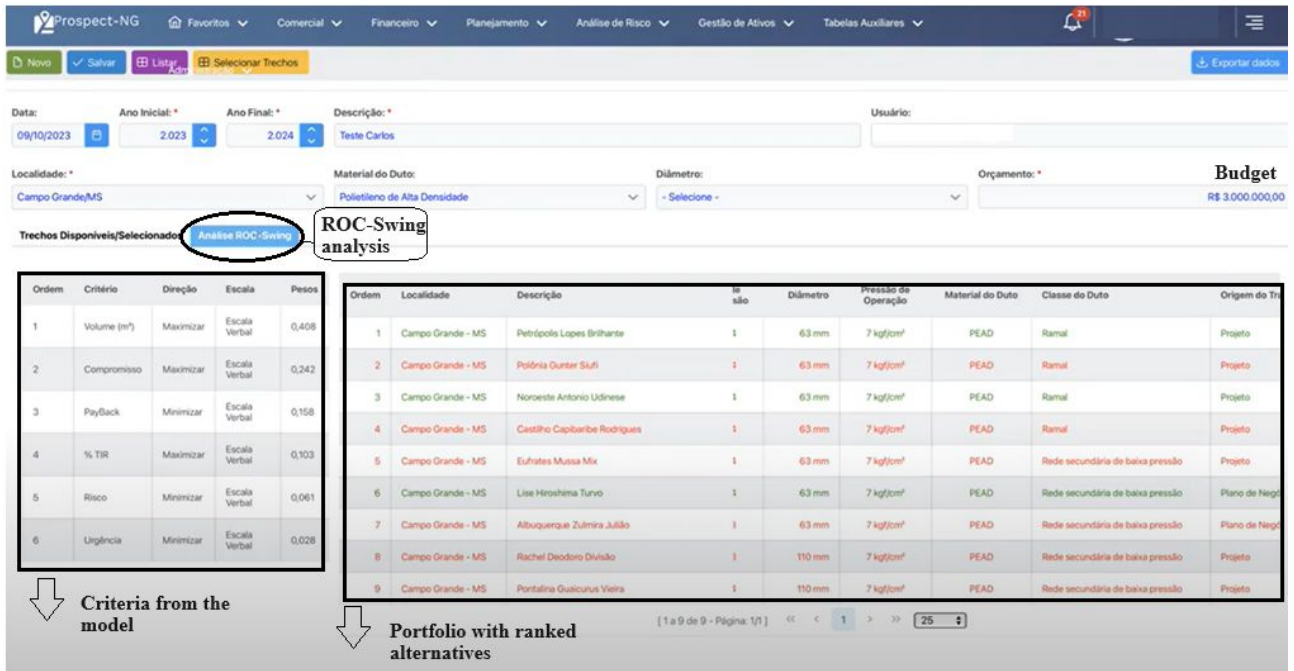 Prospect-NG Favoritos Comercial Financeiro Planejamento Análise de Risco Gestão de Ativos Tabelas Auxiliares 21
Novo Salvar Listar Selecionar Trechos Exportar dados
Data: Ano Inicial: * Ano Final: * Descrição: * Usuário:
09/10/2023 2.023 2.024 Teste Carlos
Localidade: * Material do Duto: Diâmetro: Orçamento: * Budget
Campo Grande/MS Polietileno de Alta Densidade - Selecione - R$ 3.000.000,00
Trechos Disponíveis/Selecionados Análise ROC-Swing ROC-Swing
analysis
Ordem Critério Direção Escala Pesos
1 Volume (m³) Maximizar Escala Verbal 0,408
2 Compromisso Maximizar Escala Verbal 0,242
3 PayBack Minimizar Escala Verbal 0,158
4 % TIR Maximizar Escala Verbal 0,103
5 Risco Minimizar Escala Verbal 0,061
6 Urgência Minimizar Escala Verbal 0,028
Ordem Localidade Descrição são Diâmetro Pressão de Operação Material do Duto Classe do Duto Origem do Tr
1 Campo Grande - MS Petrópolis Lopes Brilhante 1 63 mm 7 kgf/cm² PEAD Ramal Projeto
2 Campo Grande - MS Polônia Gunter Siufi 1 63 mm 7 kgf/cm² PEAD Ramal Projeto
3 Campo Grande - MS Noroeste Antonio Udinese 1 63 mm 7 kgf/cm² PEAD Ramal Projeto
4 Campo Grande - MS Castilho Capibaribe Rodrigues 1 63 mm 7 kgf/cm² PEAD Ramal Projeto
5 Campo Grande - MS Eufrates Mussa Mix 1 63 mm 7 kgf/cm² PEAD Rede secundária de baixa pressão Projeto
6 Campo Grande - MS Lise Hiroshima Turvo 1 63 mm 7 kgf/cm² PEAD Rede secundária de baixa pressão Plano de Negó
7 Campo Grande - MS Albuquerque Zulmira Julião 1 63 mm 7 kgf/cm² PEAD Rede secundária de baixa pressão Plano de Negó
8 Campo Grande - MS Rachel Deodoro Divisão 1 110 mm 7 kgf/cm² PEAD Rede secundária de baixa pressão Projeto
9 Campo Grande - MS Pontalina Guaicurus Vieira 1 110 mm 7 kgf/cm² PEAD Rede secundária de baixa pressão Projeto
[1 a 9 de 9 - Página: 1/1] « < 1 > » 25
Criteria from the
model
Portfolio with ranked
alternatives